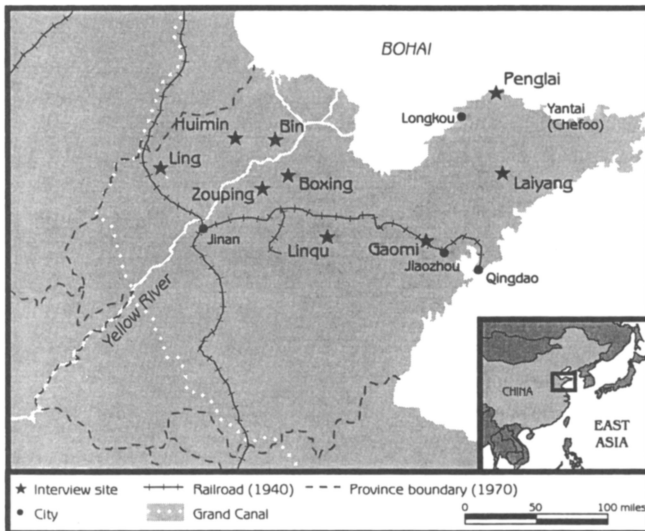 BOHAI
Penglai
Longkou
Yantai
(Chefoo)
Huimin
Bin
Ling
Laiyang
Zouping
Boxing
Jinan
Linqu
Gaomi
Jiaozhou
Qingdao
Yellow River
CHINA
EAST
ASIA
Interview site
Railroad (1940)
Province boundary (1970)
City
Grand Canal
0 50 100 miles